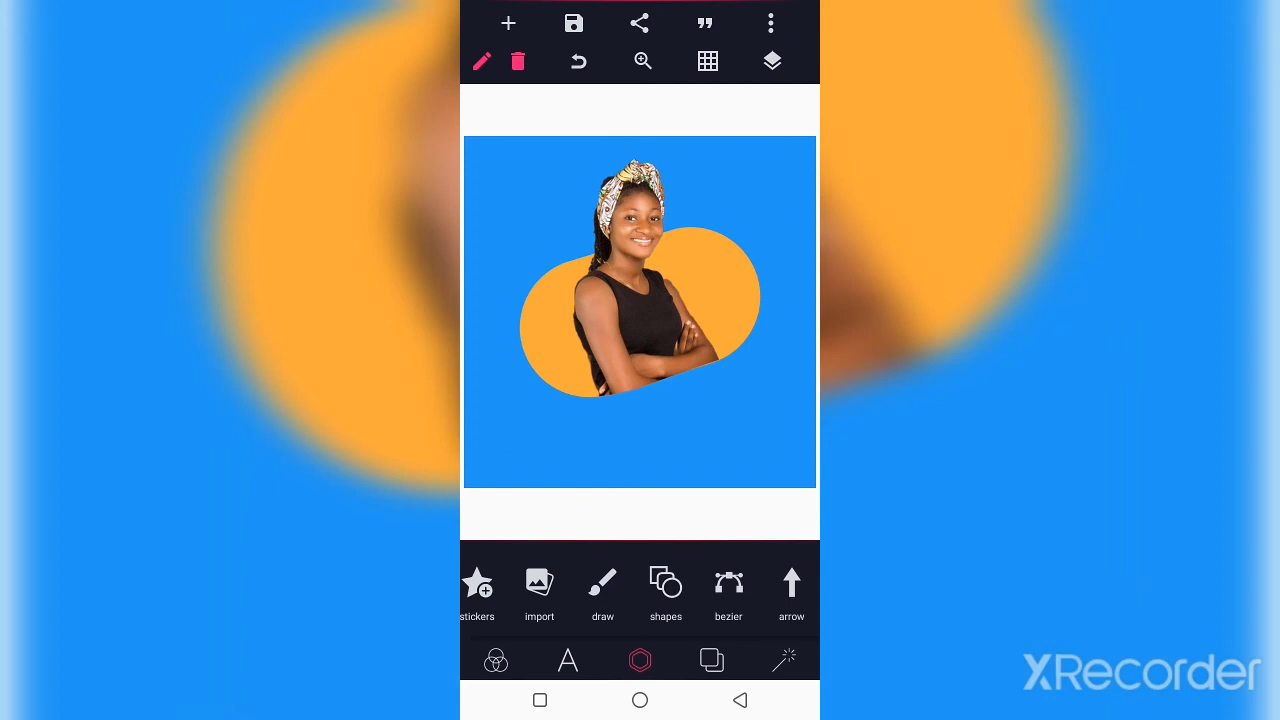 stickers
import
draw
shapes
bezier
arrow
XRecorder